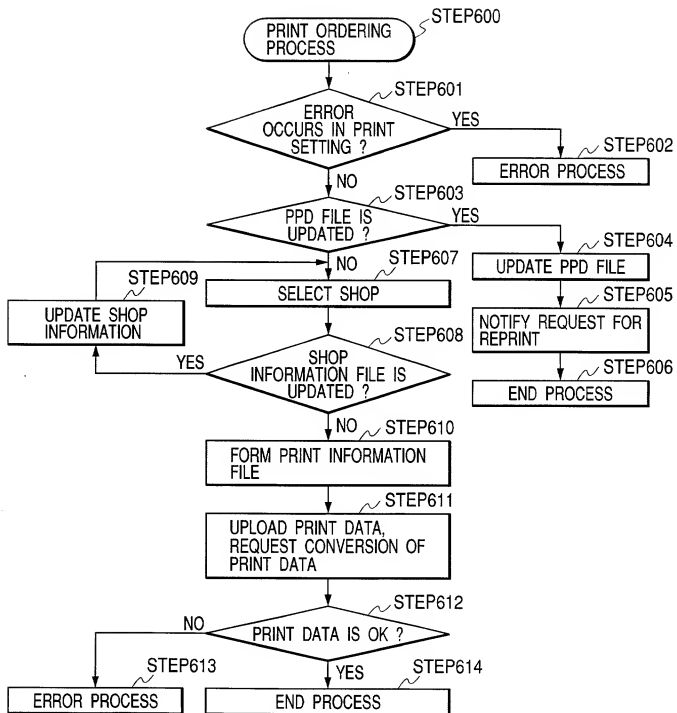 PRINT ORDERING
PROCESS
STEP600
STEP601
ERROR
OCCURS IN PRINT
SETTING ?
YES
STEP602
ERROR PROCESS
NO
STEP603
PPD FILE IS
UPDATED ?
YES
STEP604
UPDATE PPD FILE
STEP605
NOTIFY REQUEST FOR
REPRINT
STEP606
END PROCESS
NO
STEP607
SELECT SHOP
STEP609
UPDATE SHOP
INFORMATION
STEP608
SHOP
INFORMATION FILE IS
UPDATED ?
YES
NO
STEP610
FORM PRINT INFORMATION
FILE
STEP611
UPLOAD PRINT DATA,
REQUEST CONVERSION OF
PRINT DATA
STEP612
PRINT DATA IS OK ?
NO
STEP613
ERROR PROCESS
YES
STEP614
END PROCESS